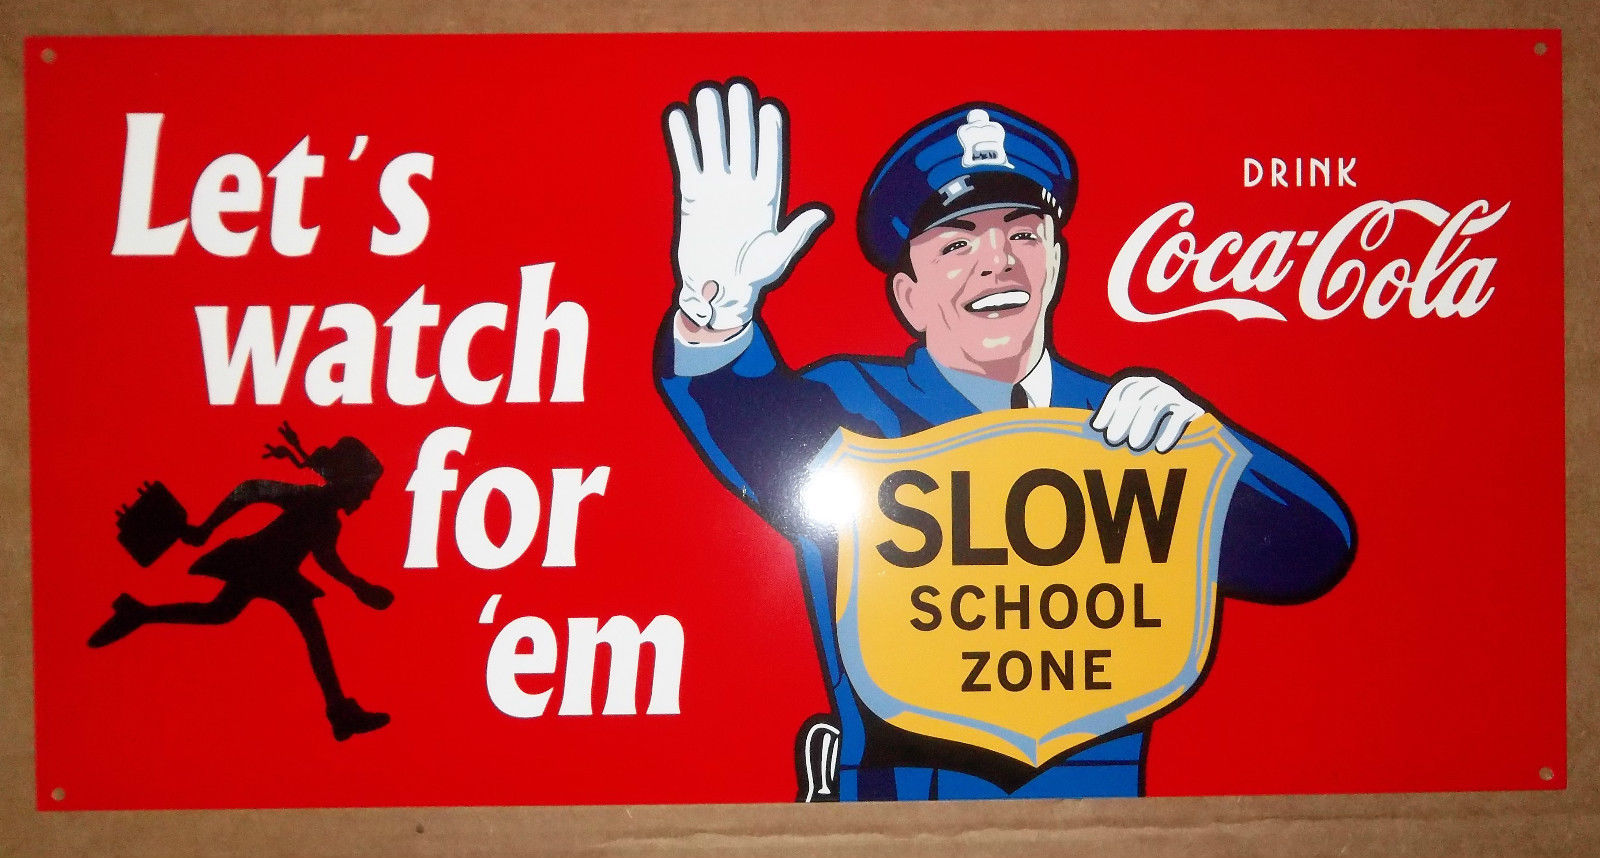 Let's
watch
for
'em
DRINK
Coca-Cola
SLOW
SCHOOL
ZONE